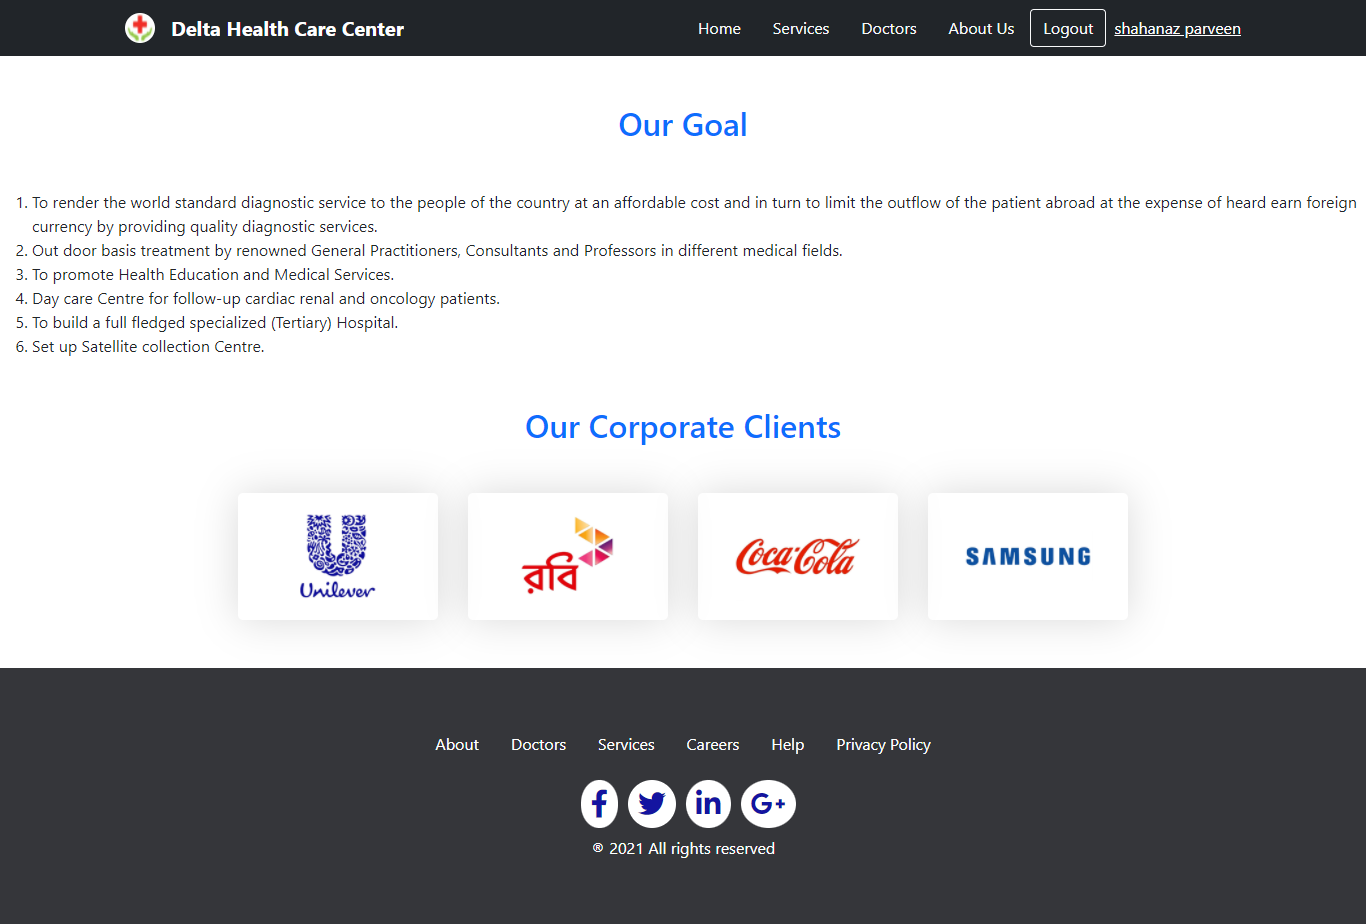 Delta Health Care Center
Home Services Doctors About Us Logout shahanaz parveen
Our Goal
1. To render the world standard diagnostic service to the people of the country at an affordable cost and in turn to limit the outflow of the patient abroad at the expense of heard earn foreign
currency by providing quality diagnostic services.
2. Out door basis treatment by renowned General Practitioners, Consultants and Professors in different medical fields.
3. To promote Health Education and Medical Services.
4. Day care Centre for follow-up cardiac renal and oncology patients.
5. To build a full fledged specialized (Tertiary) Hospital.
6. Set up Satellite collection Centre.
Our Corporate Clients
Unilever
রবি
Coca-Cola
SAMSUNG
About Doctors Services Careers Help Privacy Policy
f in G+
® 2021 All rights reserved